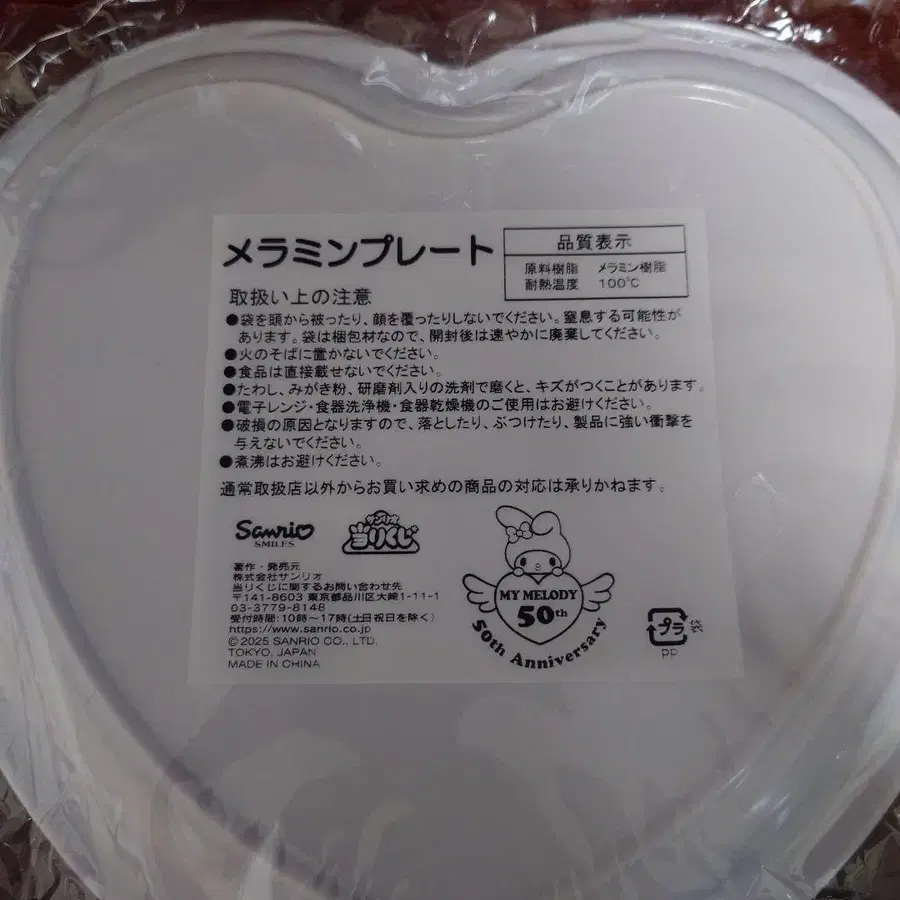 メラミンプレート
品質表示
原料樹脂 メラミン樹脂
耐熱温度 100℃
取扱い上の注意
●袋を頭から被ったり、顔を覆ったりしないでください。窒息する可能性が
あります。袋は梱包材なので、開封後は速やかに廃棄してください。
●火のそばに置かないでください。
●食品は直接載せないでください。
●たわし、みがき粉、研磨剤入りの洗剤で磨くと、キズがつくことがあります。
●電子レンジ・食器洗浄機・食器乾燥機のご使用はお避けください。
●破損の原因となりますので、落としたり、ぶつけたり、製品に強い衝撃を
与えないでください。
●煮沸はお避けください。
通常取扱店以外からお買い求めの商品の対応は承りかねます。
Sanrio
SMILES
サンリオ
当りくじ
著作・発売元
株式会社サンリオ
当りくじに関するお問い合わせ先
〒141-8603 東京都品川区大崎1-11-1
03-3779-8148
受付時間:10時〜17時(土日祝日を除く)
https://www.sanrio.co.jp
©2025 SANRIO CO., LTD.
TOKYO, JAPAN
MADE IN CHINA
MY MELODY
50th
50th Anniversary
プラ 袋
PP